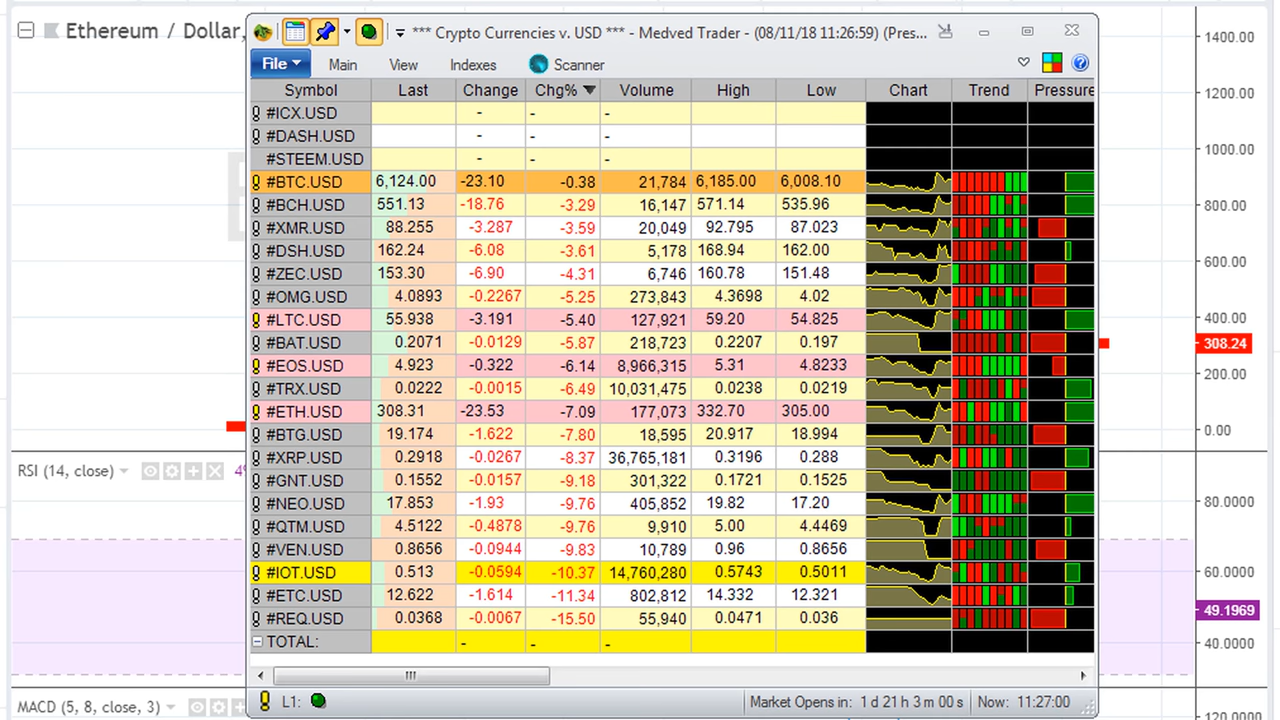 Ethereum / Dollar,
*** Crypto Currencies v. USD *** - Medved Trader - (08/11/18 11:26:59) (Pres...
File Main View Indexes Scanner
Symbol Last Change Chg% Volume High Low Chart Trend Pressure
#ICX.USD - - -
#DASH.USD - - -
#STEEM.USD - - -
#BTC.USD 6,124.00 -23.10 -0.38 21,784 6,185.00 6,008.10
#BCH.USD 551.13 -18.76 -3.29 16,147 571.14 535.96
#XMR.USD 88.255 -3.287 -3.59 20,049 92.795 87.023
#DSH.USD 162.24 -6.08 -3.61 5,178 168.94 162.00
#ZEC.USD 153.30 -6.90 -4.31 6,746 160.78 151.48
#OMG.USD 4.0893 -0.2267 -5.25 273,843 4.3698 4.02
#LTC.USD 55.938 -3.191 -5.40 127,921 59.20 54.825
#BAT.USD 0.2071 -0.0129 -5.87 218,723 0.2207 0.197
#EOS.USD 4.923 -0.322 -6.14 8,966,315 5.31 4.8233
#TRX.USD 0.0222 -0.0015 -6.49 10,031,475 0.0238 0.0219
#ETH.USD 308.31 -23.53 -7.09 177,073 332.70 305.00
#BTG.USD 19.174 -1.622 -7.80 18,595 20.917 18.994
#XRP.USD 0.2918 -0.0267 -8.37 36,765,181 0.3196 0.288
#GNT.USD 0.1552 -0.0157 -9.18 301,322 0.1721 0.1525
#NEO.USD 17.853 -1.93 -9.76 405,852 19.82 17.20
#QTM.USD 4.5122 -0.4878 -9.76 9,910 5.00 4.4469
#VEN.USD 0.8656 -0.0944 -9.83 10,789 0.96 0.8656
#IOT.USD 0.513 -0.0594 -10.37 14,760,280 0.5743 0.5011
#ETC.USD 12.622 -1.614 -11.34 802,812 14.332 12.321
#REQ.USD 0.0368 -0.0067 -15.50 55,940 0.0471 0.036
TOTAL: - - -
L1: Market Opens in: 1 d 21 h 3 m 00 s Now: 11:27:00
RSI (14, close)
MACD (5, 8, close, 3)
1400.00
1200.00
1000.00
800.00
600.00
400.00
308.24
200.00
0.00
80.0000
60.0000
49.1969
40.0000
120.0000